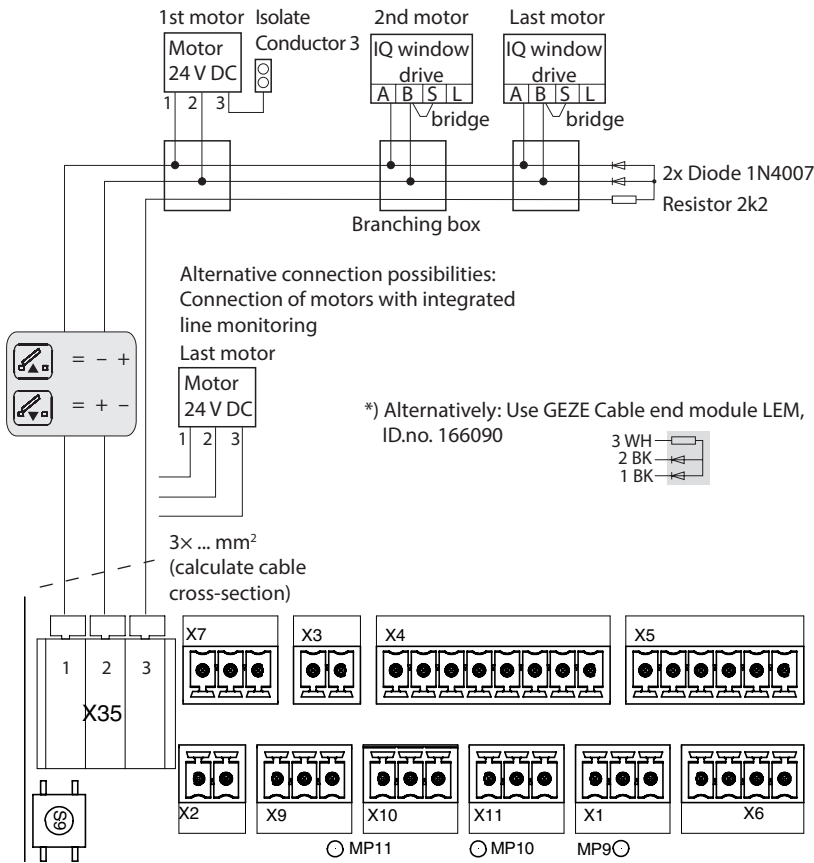 1st motor
Isolate
Conductor 3
2nd motor
Last motor
Motor
24 V DC
1 2 3
IQ window
drive
A B S L
bridge
IQ window
drive
A B S L
bridge
2x Diode 1N4007
Resistor 2k2
Branching box
Alternative connection possibilities:
Connection of motors with integrated
line monitoring
Last motor
Motor
24 V DC
1 2 3
= – +
= + –
*) Alternatively: Use GEZE Cable end module LEM,
ID.no. 166090
3 WH
2 BK
1 BK
3× ... mm²
(calculate cable
cross-section)
1 2 3
X35
X7
X3
X4
X5
S9
X2
X9
X10
X11
X1
X6
MP11
MP10
MP9